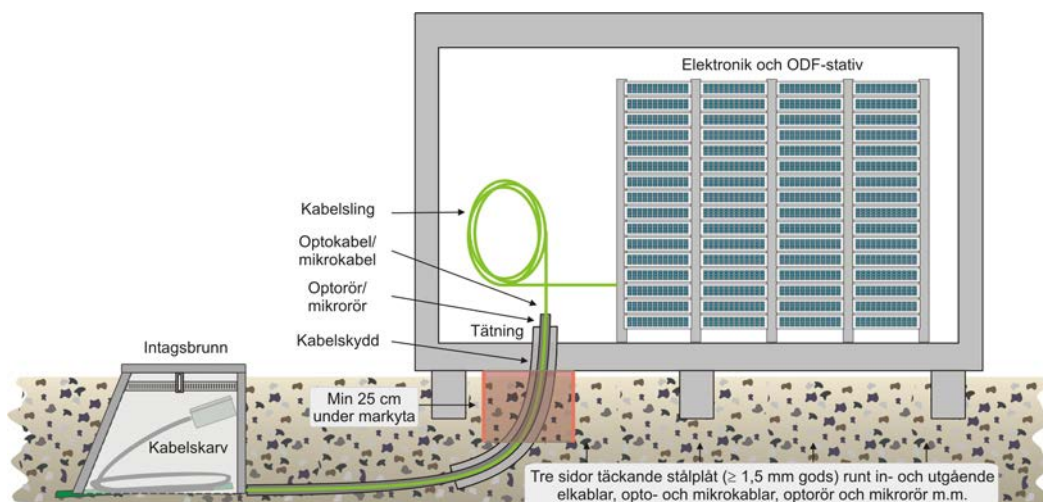 Elektronik och ODF-stativ
Kabelsling
Optokabel/
mikrokabel
Optorör/
mikrorör
Tätning
Kabelskydd
Intagsbrunn
Min 25 cm
under markyta
Kabelskarv
Tre sidor täckande stålplåt (≥ 1,5 mm gods) runt in- och utgående
elkablar, opto- och mikrokablar, optorör och mikrorör m.m.